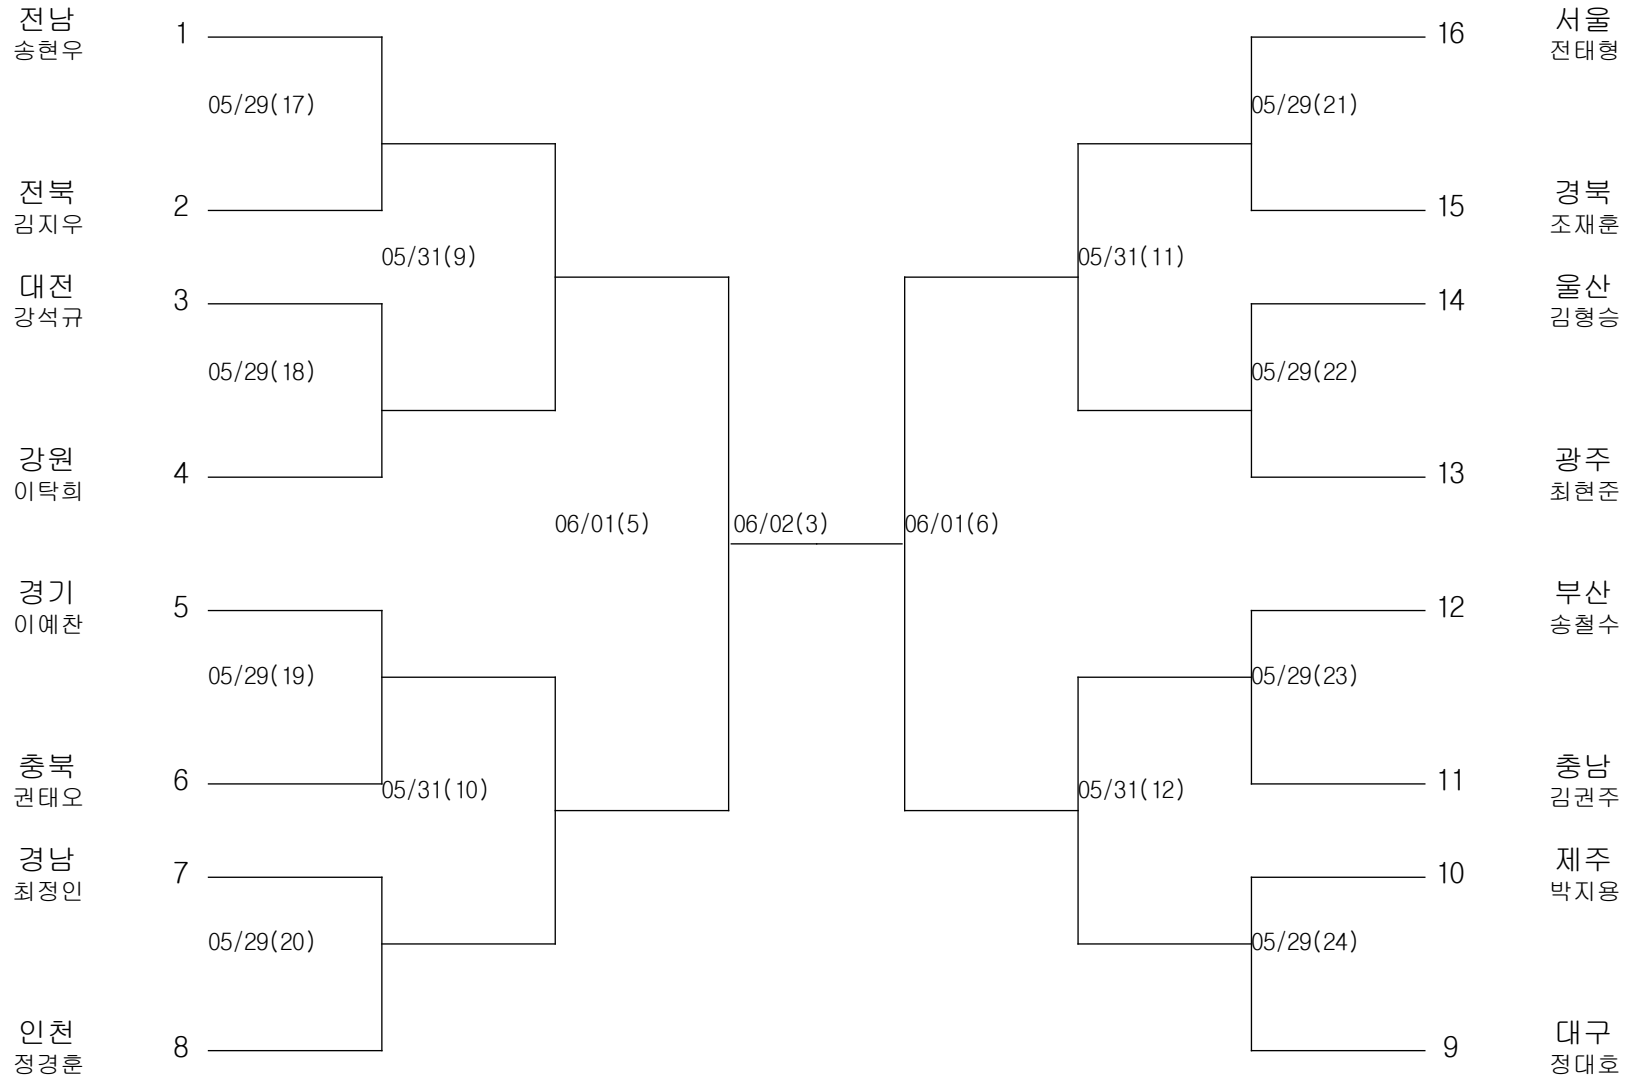 전남
송현우
1
05/29(17)
전북
김지우
2
05/31(9)
대전
강석규
3
05/29(18)
강원
이탁희
4
06/01(5)
경기
이예찬
5
05/29(19)
충북
권태오
6
05/31(10)
경남
최정인
7
05/29(20)
인천
정경훈
8
06/02(3)
16
서울
전태형
05/29(21)
15
경북
조재훈
05/31(11)
14
울산
김형승
05/29(22)
13
광주
최현준
06/01(6)
12
부산
송철수
05/29(23)
11
충남
김권주
05/31(12)
10
제주
박지용
05/29(24)
9
대구
정대호